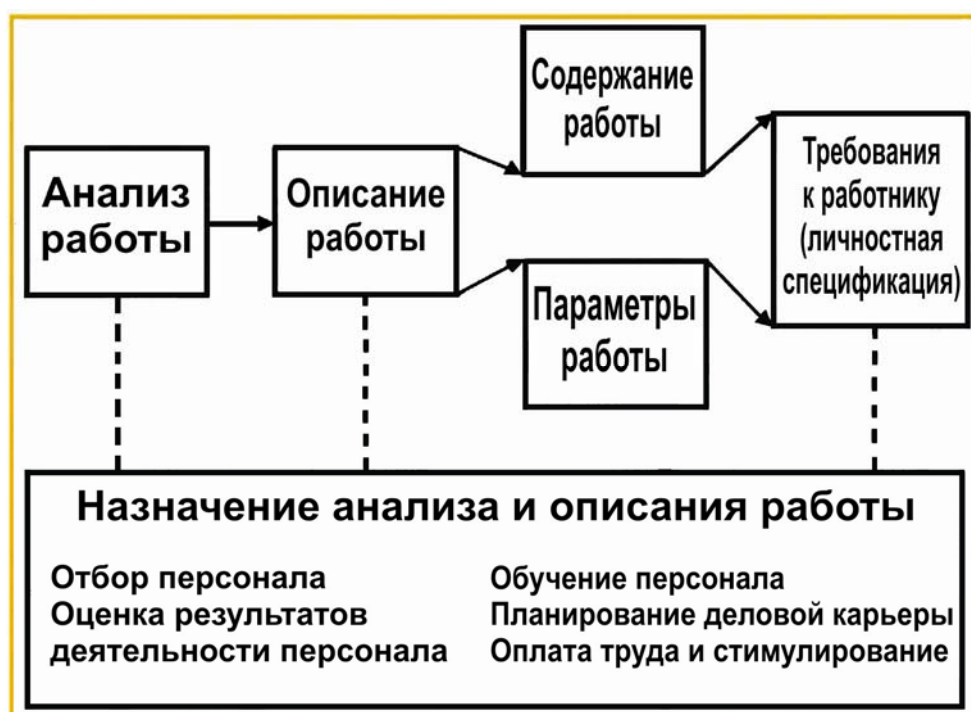 Анализ
работы
Описание
работы
Содержание
работы
Параметры
работы
Требования
к работнику
(личностная
спецификация)
Назначение анализа и описания работы
Отбор персонала
Оценка результатов
деятельности персонала
Обучение персонала
Планирование деловой карьеры
Оплата труда и стимулирование